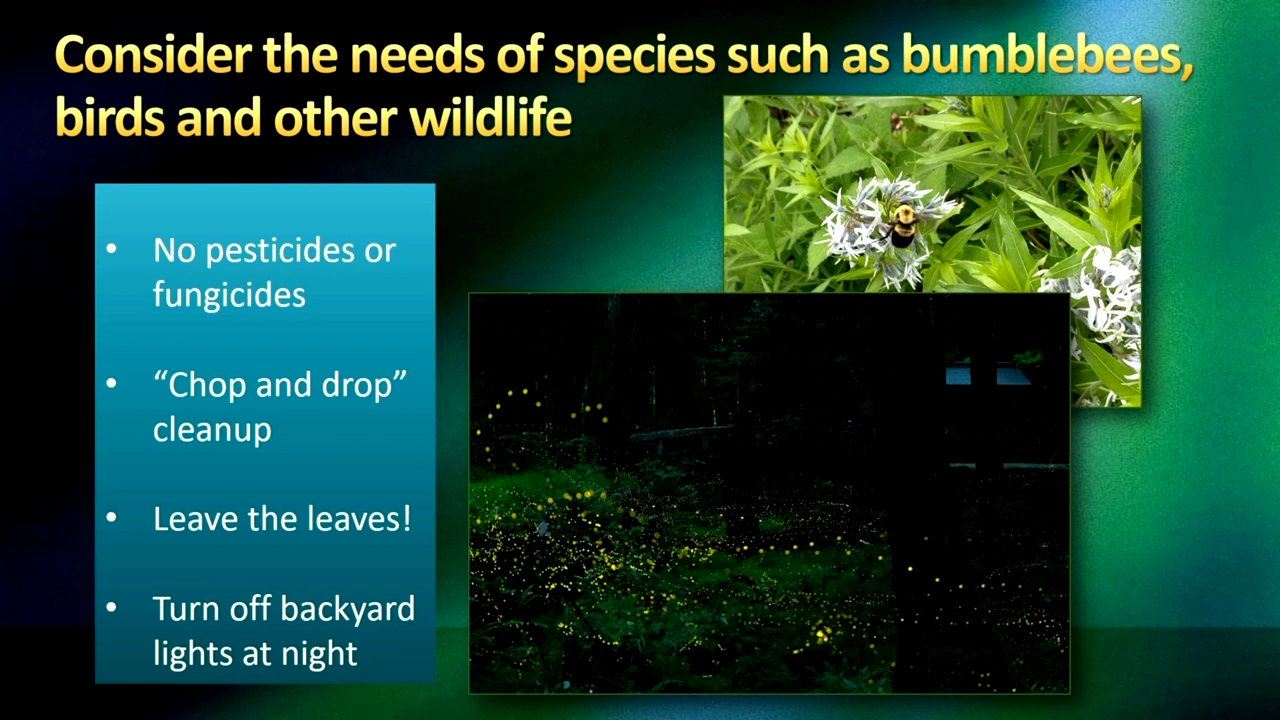 Consider the needs of species such as bumblebees,
birds and other wildlife
• No pesticides or
fungicides
• “Chop and drop”
cleanup
• Leave the leaves!
• Turn off backyard
lights at night